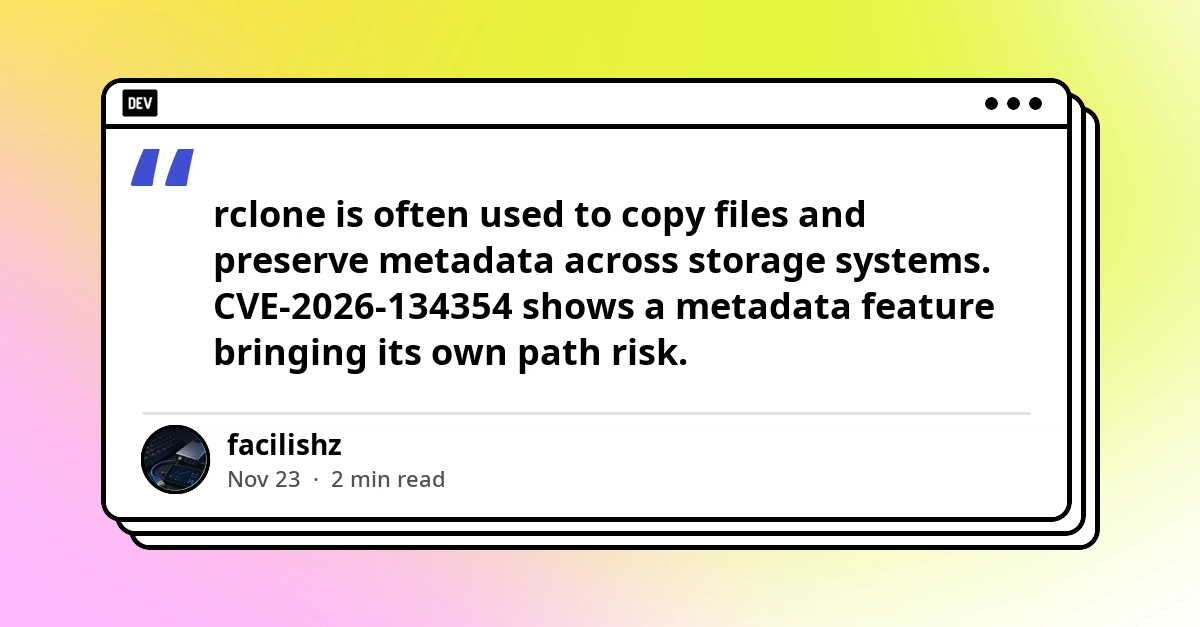 DEV
rclone is often used to copy files and
preserve metadata across storage systems.
CVE-2026-134354 shows a metadata feature
bringing its own path risk.
facilishz
Nov 23 · 2 min read